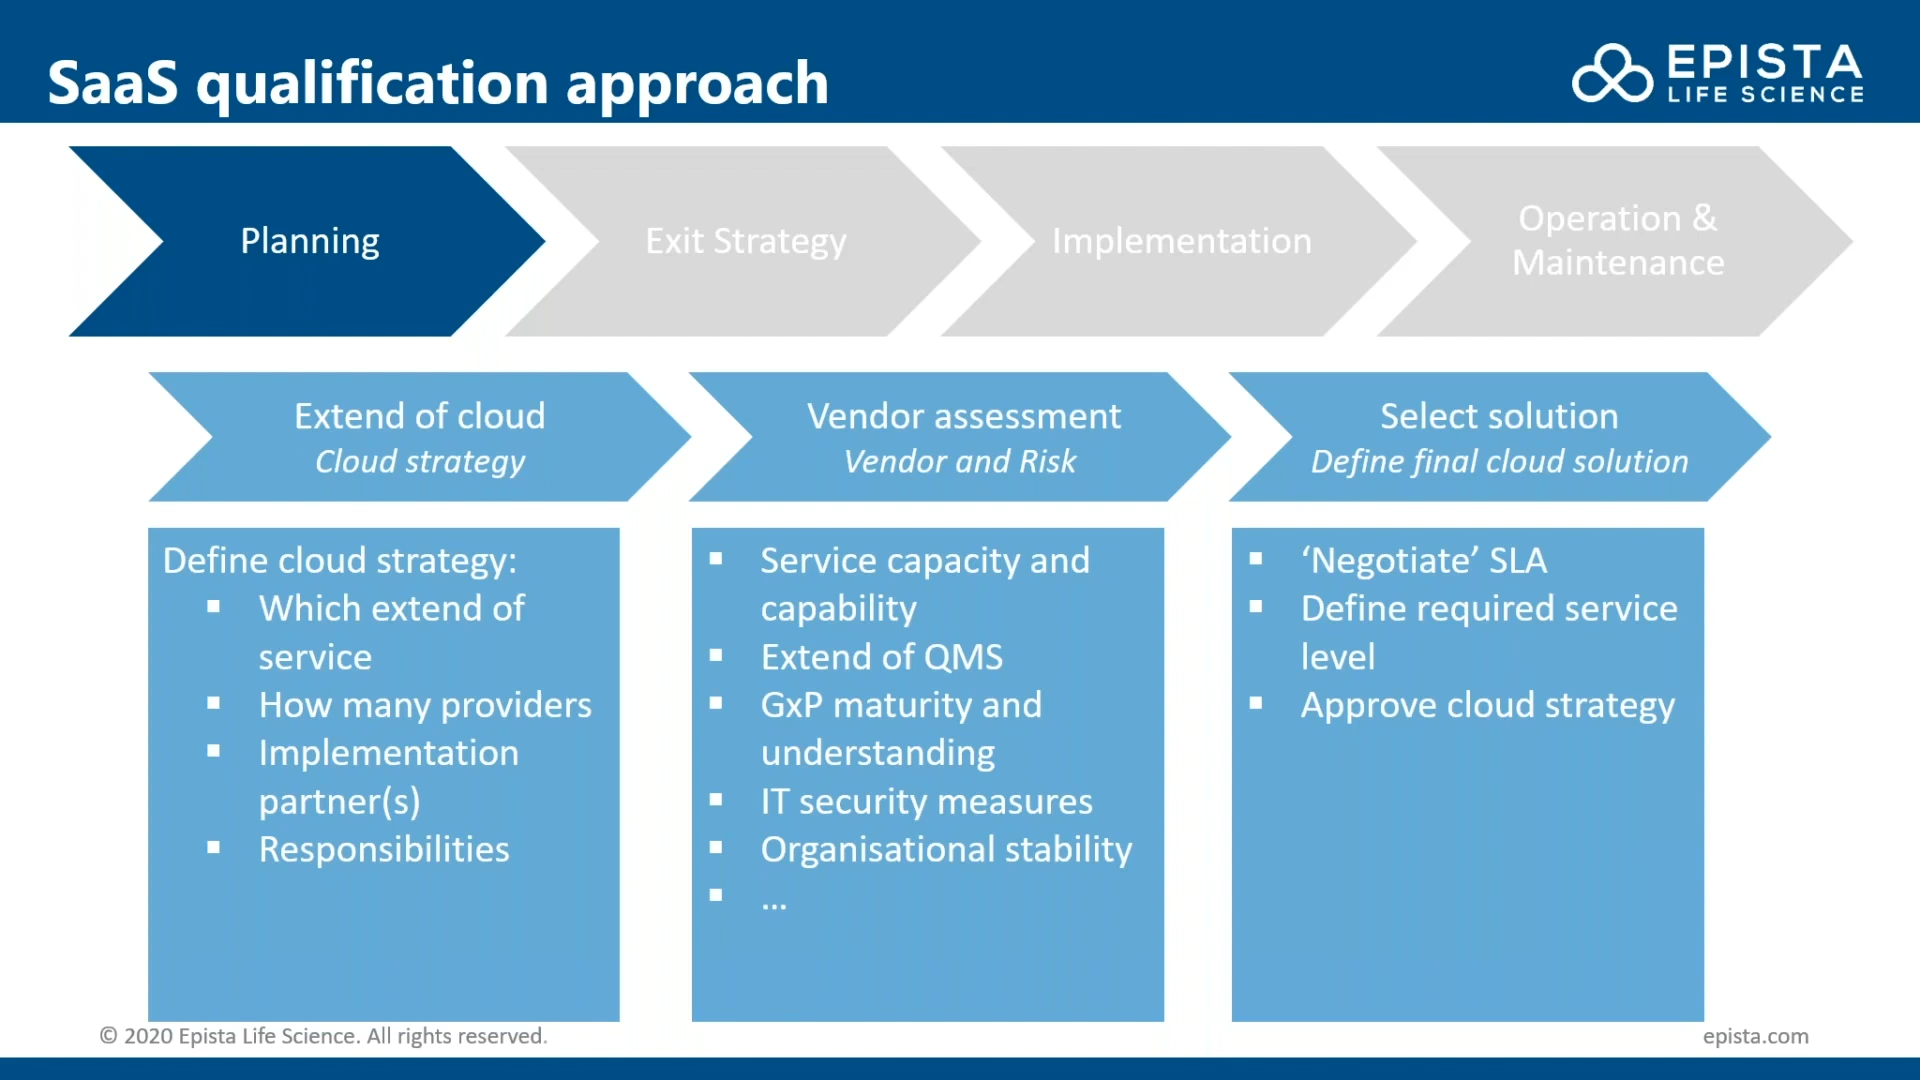 SaaS qualification approach
EPISTA
LIFE SCIENCE
Planning
Exit Strategy
Implementation
Operation &
Maintenance
Extend of cloud
Cloud strategy
Vendor assessment
Vendor and Risk
Select solution
Define final cloud solution
Define cloud strategy:
▪ Which extend of
service
▪ How many providers
▪ Implementation
partner(s)
▪ Responsibilities
▪ Service capacity and
capability
▪ Extend of QMS
▪ GxP maturity and
understanding
▪ IT security measures
▪ Organisational stability
▪ ...
▪ ‘Negotiate’ SLA
▪ Define required service
level
▪ Approve cloud strategy
© 2020 Epista Life Science. All rights reserved.
epista.com